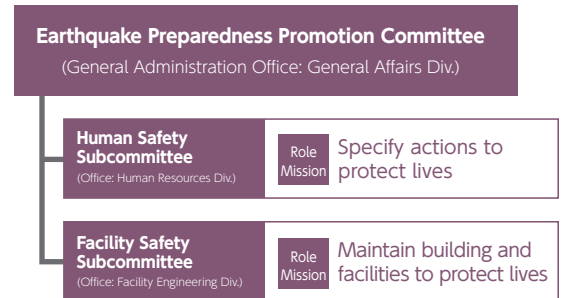 Earthquake Preparedness Promotion Committee
(General Administration Office: General Affairs Div.)
Human Safety
Subcommittee
(Office: Human Resources Div.)
Role
Mission
Specify actions to
protect lives
Facility Safety
Subcommittee
(Office: Facility Engineering Div.)
Role
Mission
Maintain building and
facilities to protect lives